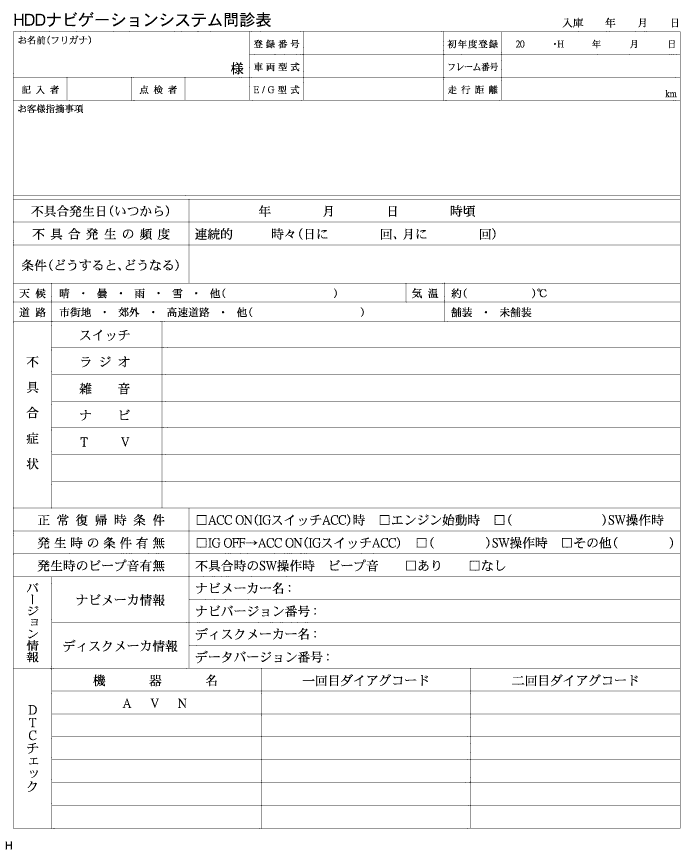 HDDナビゲーションシステム問診表
入庫　年　月　日
お名前(フリガナ)
様
登録番号
初年度登録　20　・H　年　月　日
車両型式
フレーム番号
記入者
点検者
E/G型式
走行距離
km
お客様指摘事項
不具合発生日(いつから)　年　月　日　時頃
不具合発生の頻度　連続的　時々(日に　回、月に　回)
条件(どうすると、どうなる)
天候　晴・曇・雨・雪・他(　)　気温　約(　)℃
道路　市街地・郊外・高速道路・他(　)　舗装・未舗装
不具合症状
スイッチ
ラジオ
雑音
ナビ
TV
正常復帰時条件　□ACC ON(IGスイッチACC)時　□エンジン始動時　□(　)SW操作時
発生時の条件有無　□IG OFF→ACC ON(IGスイッチACC)　□(　)SW操作時　□その他(　)
発生時のビープ音有無　不具合時のSW操作時　ビープ音　□あり　□なし
バージョン情報
ナビメーカ情報
ナビメーカー名：
ナビバージョン番号：
ディスクメーカ情報
ディスクメーカー名：
データバージョン番号：
DTCチェック
機器名　一回目ダイアグコード　二回目ダイアグコード
AVN
H